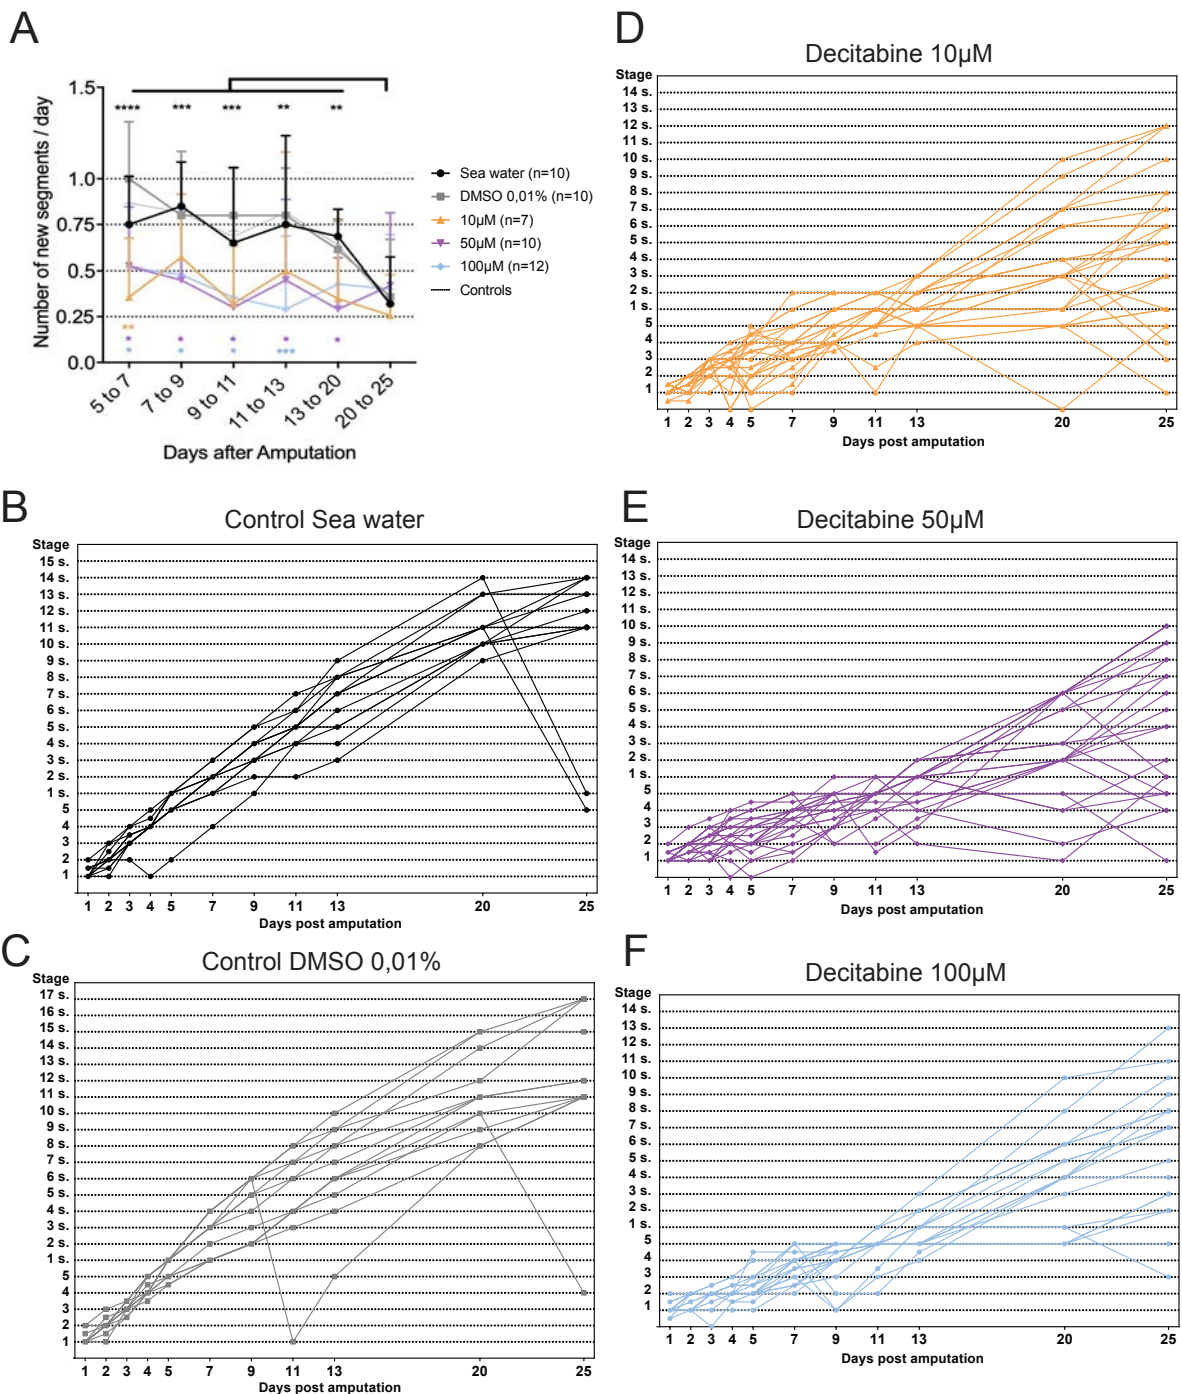 A
Number of new segments / day
1.5
1.0
0.75
0.5
0.25
0.0
**** *** *** ** **
**
* * * * *
* * * ***
5 to 7
7 to 9
9 to 11
11 to 13
13 to 20
20 to 25
Days after Amputation
Sea water (n=10)
DMSO 0,01% (n=10)
10µM (n=7)
50µM (n=10)
100µM (n=12)
Controls
B
Control Sea water
Stage
15 s.
14 s.
13 s.
12 s.
11 s.
10 s.
9 s.
8 s.
7 s.
6 s.
5 s.
4 s.
3 s.
2 s.
1 s.
5
4
3
2
1
1 2 3 4 5 7 9 11 13 20 25
Days post amputation
C
Control DMSO 0,01%
Stage
17 s.
16 s.
15 s.
14 s.
13 s.
12 s.
11 s.
10 s.
9 s.
8 s.
7 s.
6 s.
5 s.
4 s.
3 s.
2 s.
1 s.
5
4
3
2
1
1 2 3 4 5 7 9 11 13 20 25
Days post amputation
D
Decitabine 10µM
Stage
14 s.
13 s.
12 s.
11 s.
10 s.
9 s.
8 s.
7 s.
6 s.
5 s.
4 s.
3 s.
2 s.
1 s.
5
4
3
2
1
1 2 3 4 5 7 9 11 13 20 25
Days post amputation
E
Decitabine 50µM
Stage
14 s.
13 s.
12 s.
11 s.
10 s.
9 s.
8 s.
7 s.
6 s.
5 s.
4 s.
3 s.
2 s.
1 s.
5
4
3
2
1
1 2 3 4 5 7 9 11 13 20 25
Days post amputation
F
Decitabine 100µM
Stage
14 s.
13 s.
12 s.
11 s.
10 s.
9 s.
8 s.
7 s.
6 s.
5 s.
4 s.
3 s.
2 s.
1 s.
5
4
3
2
1
1 2 3 4 5 7 9 11 13 20 25
Days post amputation